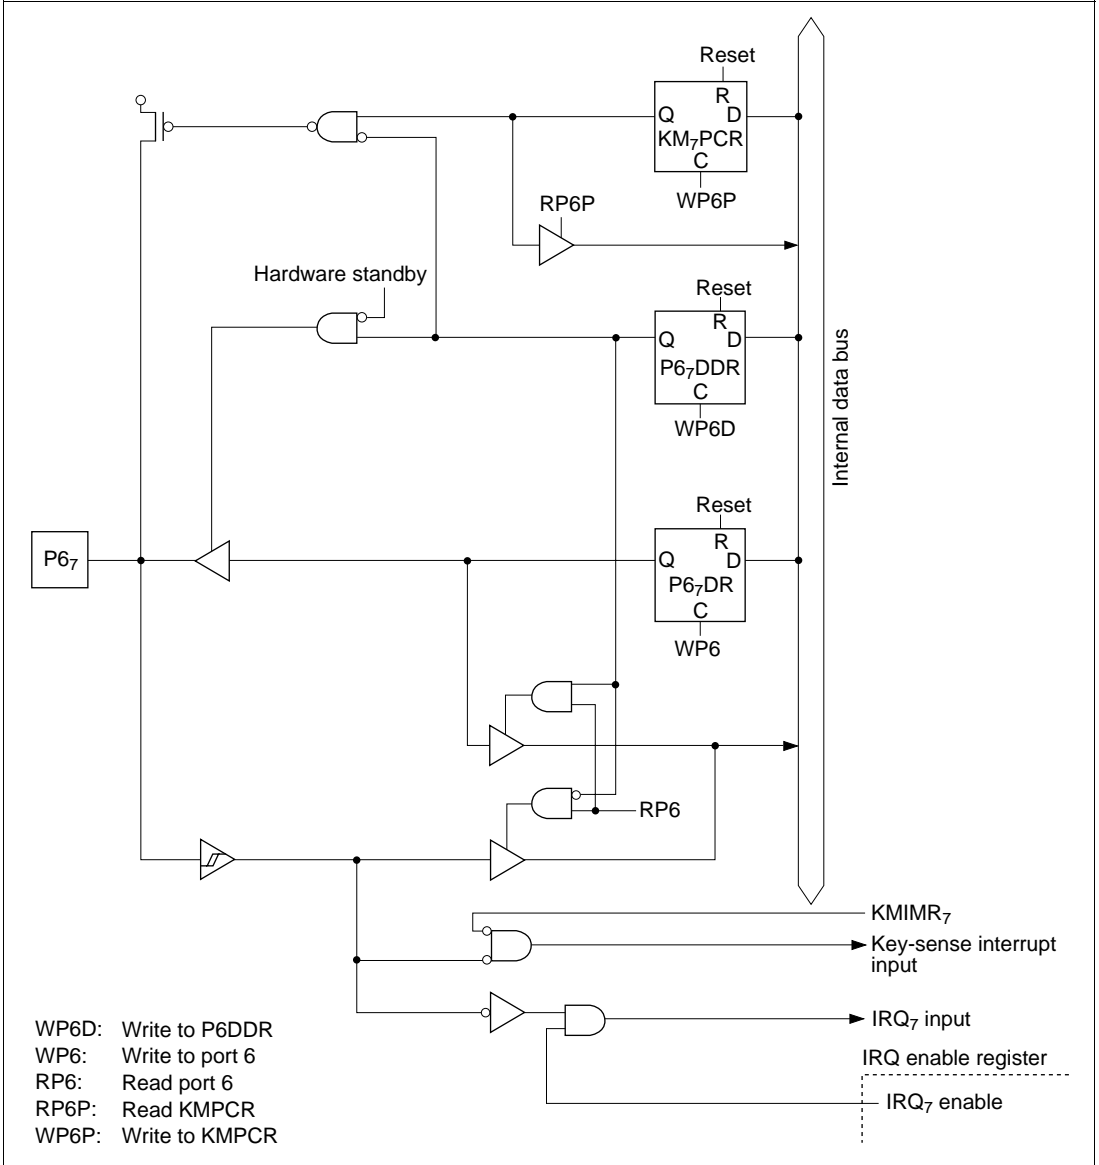 Reset
R
Q D
KM₇PCR
C
WP6P
RP6P
Hardware standby
Reset
R
Q D
P6₇DDR
C
WP6D
Internal data bus
Reset
R
P6₇
Q D
P6₇DR
C
WP6
RP6
KMIMR₇
Key-sense interrupt
input
IRQ₇ input
IRQ enable register
IRQ₇ enable
WP6D: Write to P6DDR
WP6: Write to port 6
RP6: Read port 6
RP6P: Read KMPCR
WP6P: Write to KMPCR